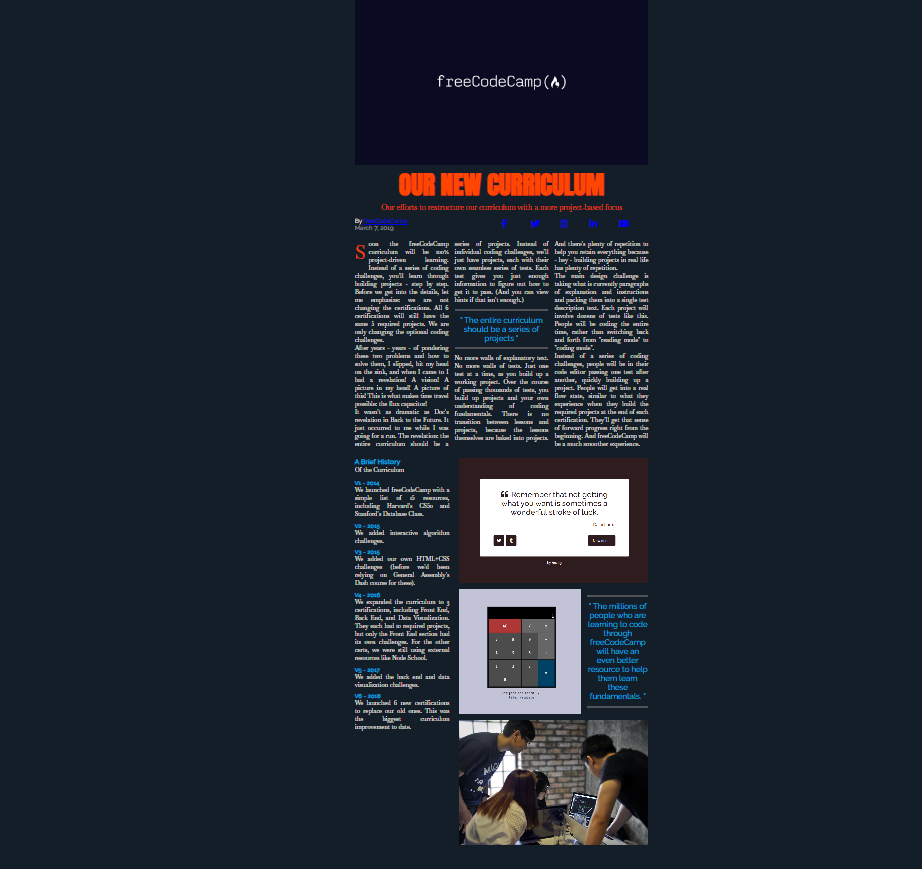 freeCodeCamp
OUR NEW CURRICULUM
Our efforts to restructure our curriculum with a more project-based focus
By freeCodeCamp
March 7, 2019
Soon the freeCodeCamp
curriculum will be 100%
project-driven learning.
Instead of a series of coding
challenges, you'll learn through
building projects - step by step.
Before we get into the details, let
me emphasize: we are not
changing the certifications. All 6
certifications will still have the
same 5 required projects. We are
only changing the optional coding
challenges.
After years - years - of pondering
these two problems and how to
solve them, I slipped, hit my head
on the sink, and when I came to I
had a revelation! A vision! A
picture in my head! A picture of
this! This is what makes time travel
possible: the flux capacitor!
It wasn't as dramatic as Doc's
revelation in Back to the Future. It
just occurred to me while I was
going for a run. The revelation: the
entire curriculum should be a
series of projects. Instead of
individual coding challenges, we'll
just have projects, each with their
own seamless series of tests. Each
test gives you just enough
information to figure out how to
get it to pass. (And you can view
hints if that isn't enough.)
" The entire curriculum
should be a series of
projects "
No more walls of explanatory text.
No more walls of tests. Just one
test at a time, as you build up a
working project. Over the course
of passing thousands of tests, you
build up projects and your own
understanding of coding
fundamentals. There is no
transition between lessons and
projects, because the lessons
themselves are baked into projects.
And there's plenty of repetition to
help you retain everything because
- hey - building projects in real life
has plenty of repetition.
The main design challenge is
taking what is currently paragraphs
of explanation and instructions
and packing them into a single test
description text. Each project will
involve dozens of tests like this.
People will be coding the entire
time, rather than switching back
and forth from "reading mode" to
"coding mode".
Instead of a series of coding
challenges, people will be in their
code editor passing one test after
another, quickly building up a
project. People will get into a real
flow state, similar to what they
experience when they build the
required projects at the end of each
certification. They'll get that sense
of forward progress right from the
beginning. And freeCodeCamp will
be a much smoother experience.
A Brief History
Of the Curriculum
V1 - 2014
We launched freeCodeCamp with a
simple list of 15 resources,
including Harvard's CS50 and
Stanford's Database Class.
V2 - 2015
We added interactive algorithm
challenges.
V3 - 2015
We added our own HTML+CSS
challenges (before we'd been
relying on General Assembly's
Dash course for these).
V4 - 2016
We expanded the curriculum to 3
certifications, including Front End,
Back End, and Data Visualization.
They each had 10 required projects,
but only the Front End section had
its own challenges. For the other
certs, we were still using external
resources like Node School.
V5 - 2017
We added the back end and data
visualization challenges.
V6 - 2018
We launched 6 new certifications
to replace our old ones. This was
the biggest curriculum
improvement to date.
Remember that not getting
what you want is sometimes a
wonderful stroke of luck.
" The millions of
people who are
learning to code
through
freeCodeCamp
will have an
even better
resource to help
them learn
these
fundamentals. "